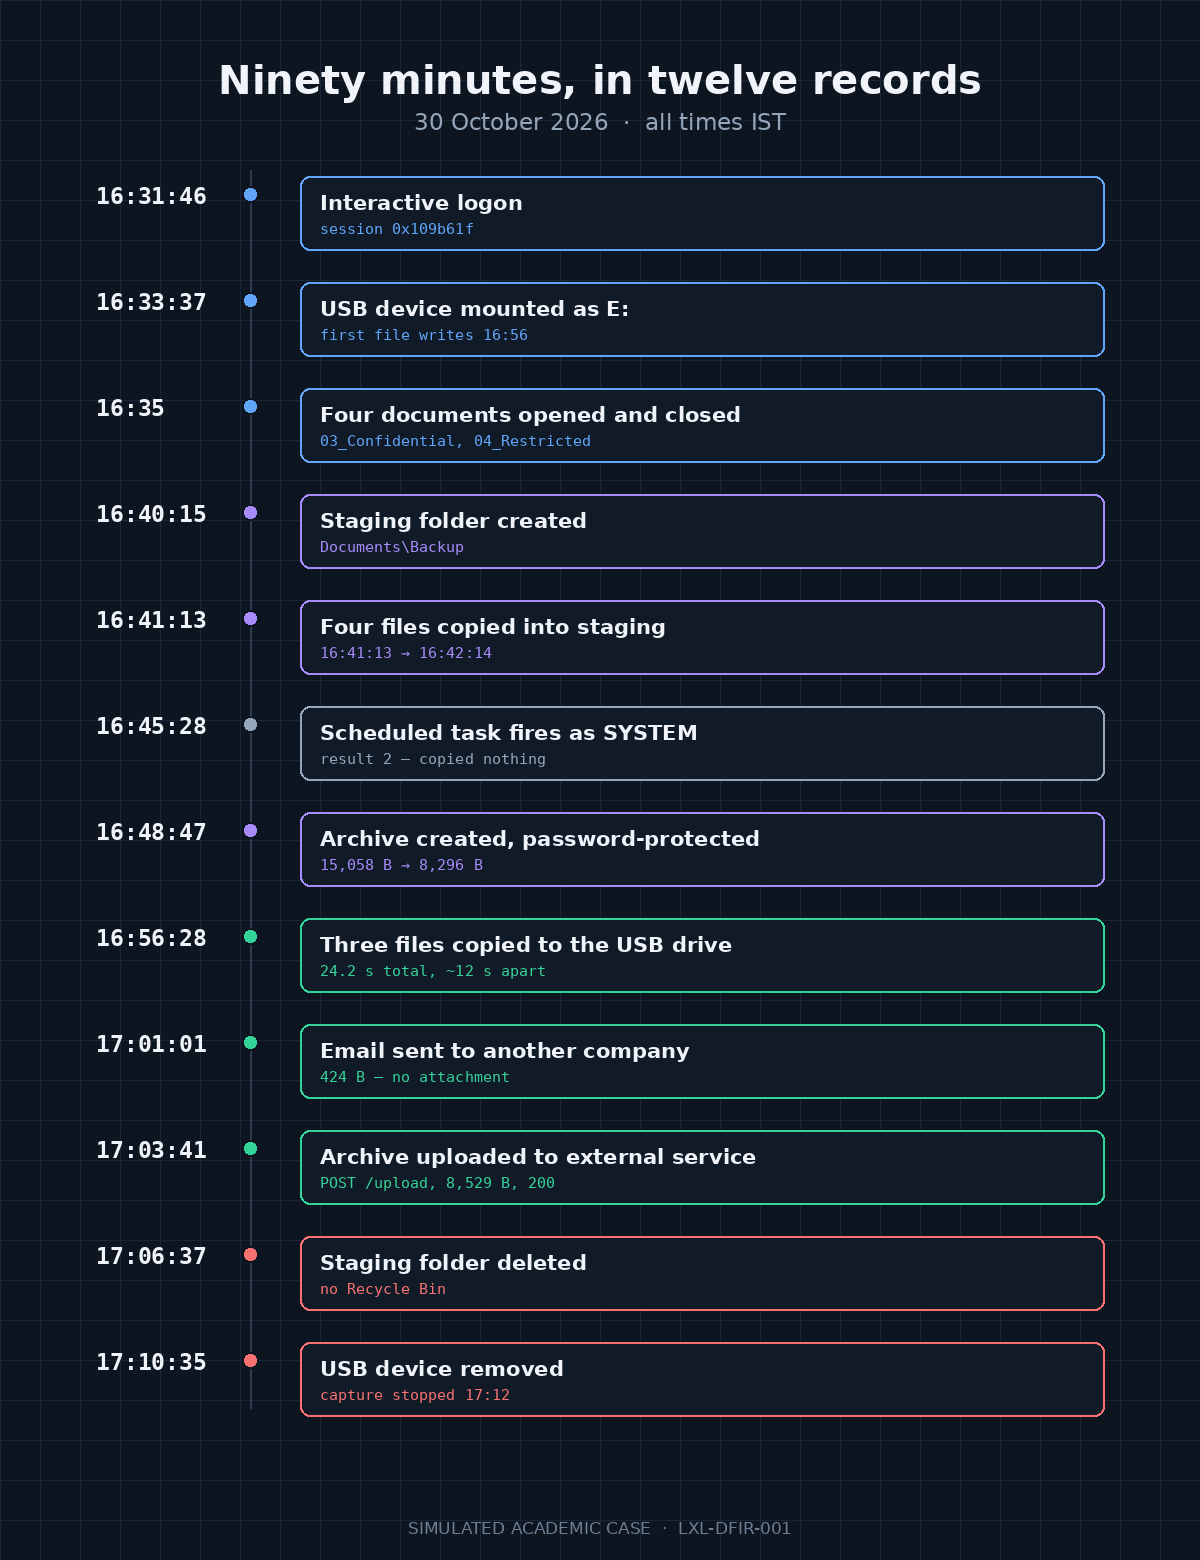 Ninety minutes, in twelve records
30 October 2026 · all times IST
16:31:46
Interactive logon
session 0x109b61f
16:33:37
USB device mounted as E:
first file writes 16:56
16:35
Four documents opened and closed
03_Confidential, 04_Restricted
16:40:15
Staging folder created
Documents\Backup
16:41:13
Four files copied into staging
16:41:13 → 16:42:14
16:45:28
Scheduled task fires as SYSTEM
result 2 — copied nothing
16:48:47
Archive created, password-protected
15,058 B → 8,296 B
16:56:28
Three files copied to the USB drive
24.2 s total, ~12 s apart
17:01:01
Email sent to another company
424 B — no attachment
17:03:41
Archive uploaded to external service
POST /upload, 8,529 B, 200
17:06:37
Staging folder deleted
no Recycle Bin
17:10:35
USB device removed
capture stopped 17:12
SIMULATED ACADEMIC CASE · LXL-DFIR-001